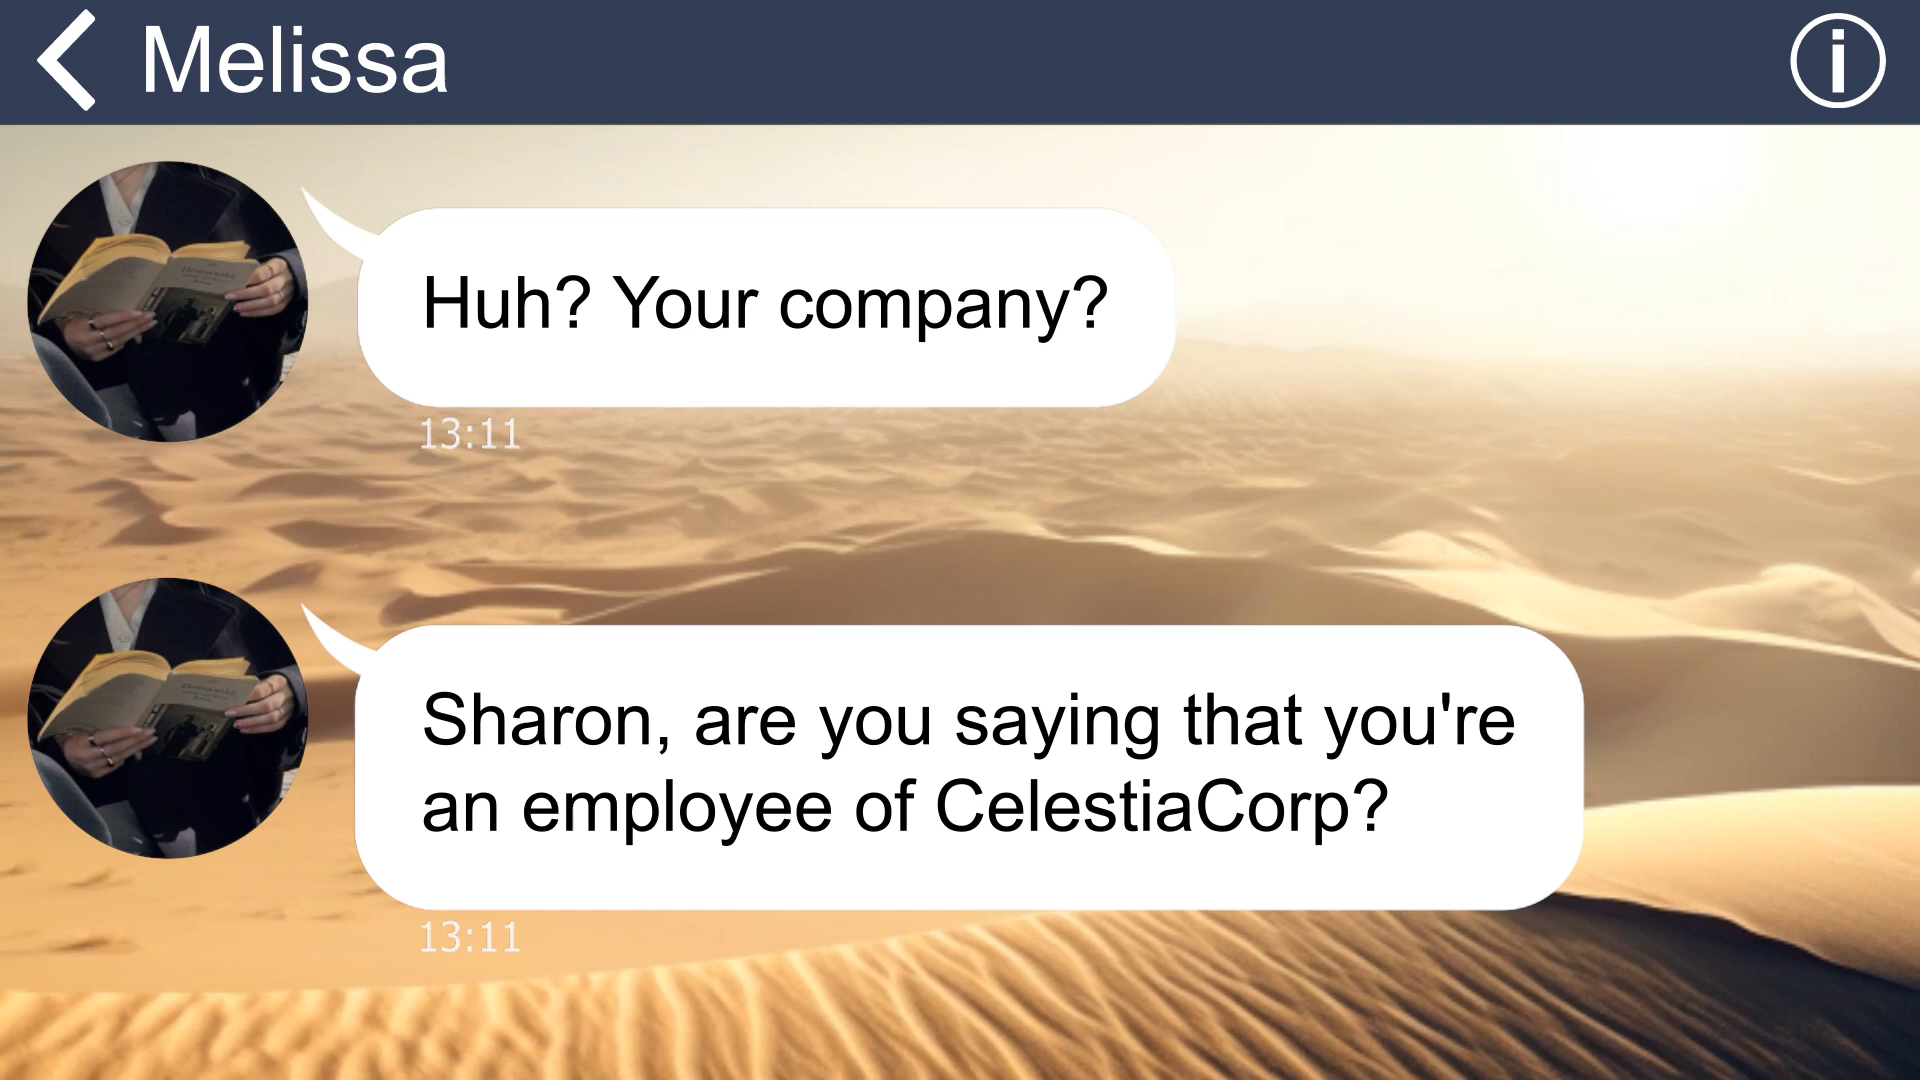 Melissa
Huh? Your company?
13:11
Sharon, are you saying that you're
an employee of CelestiaCorp?
13:11